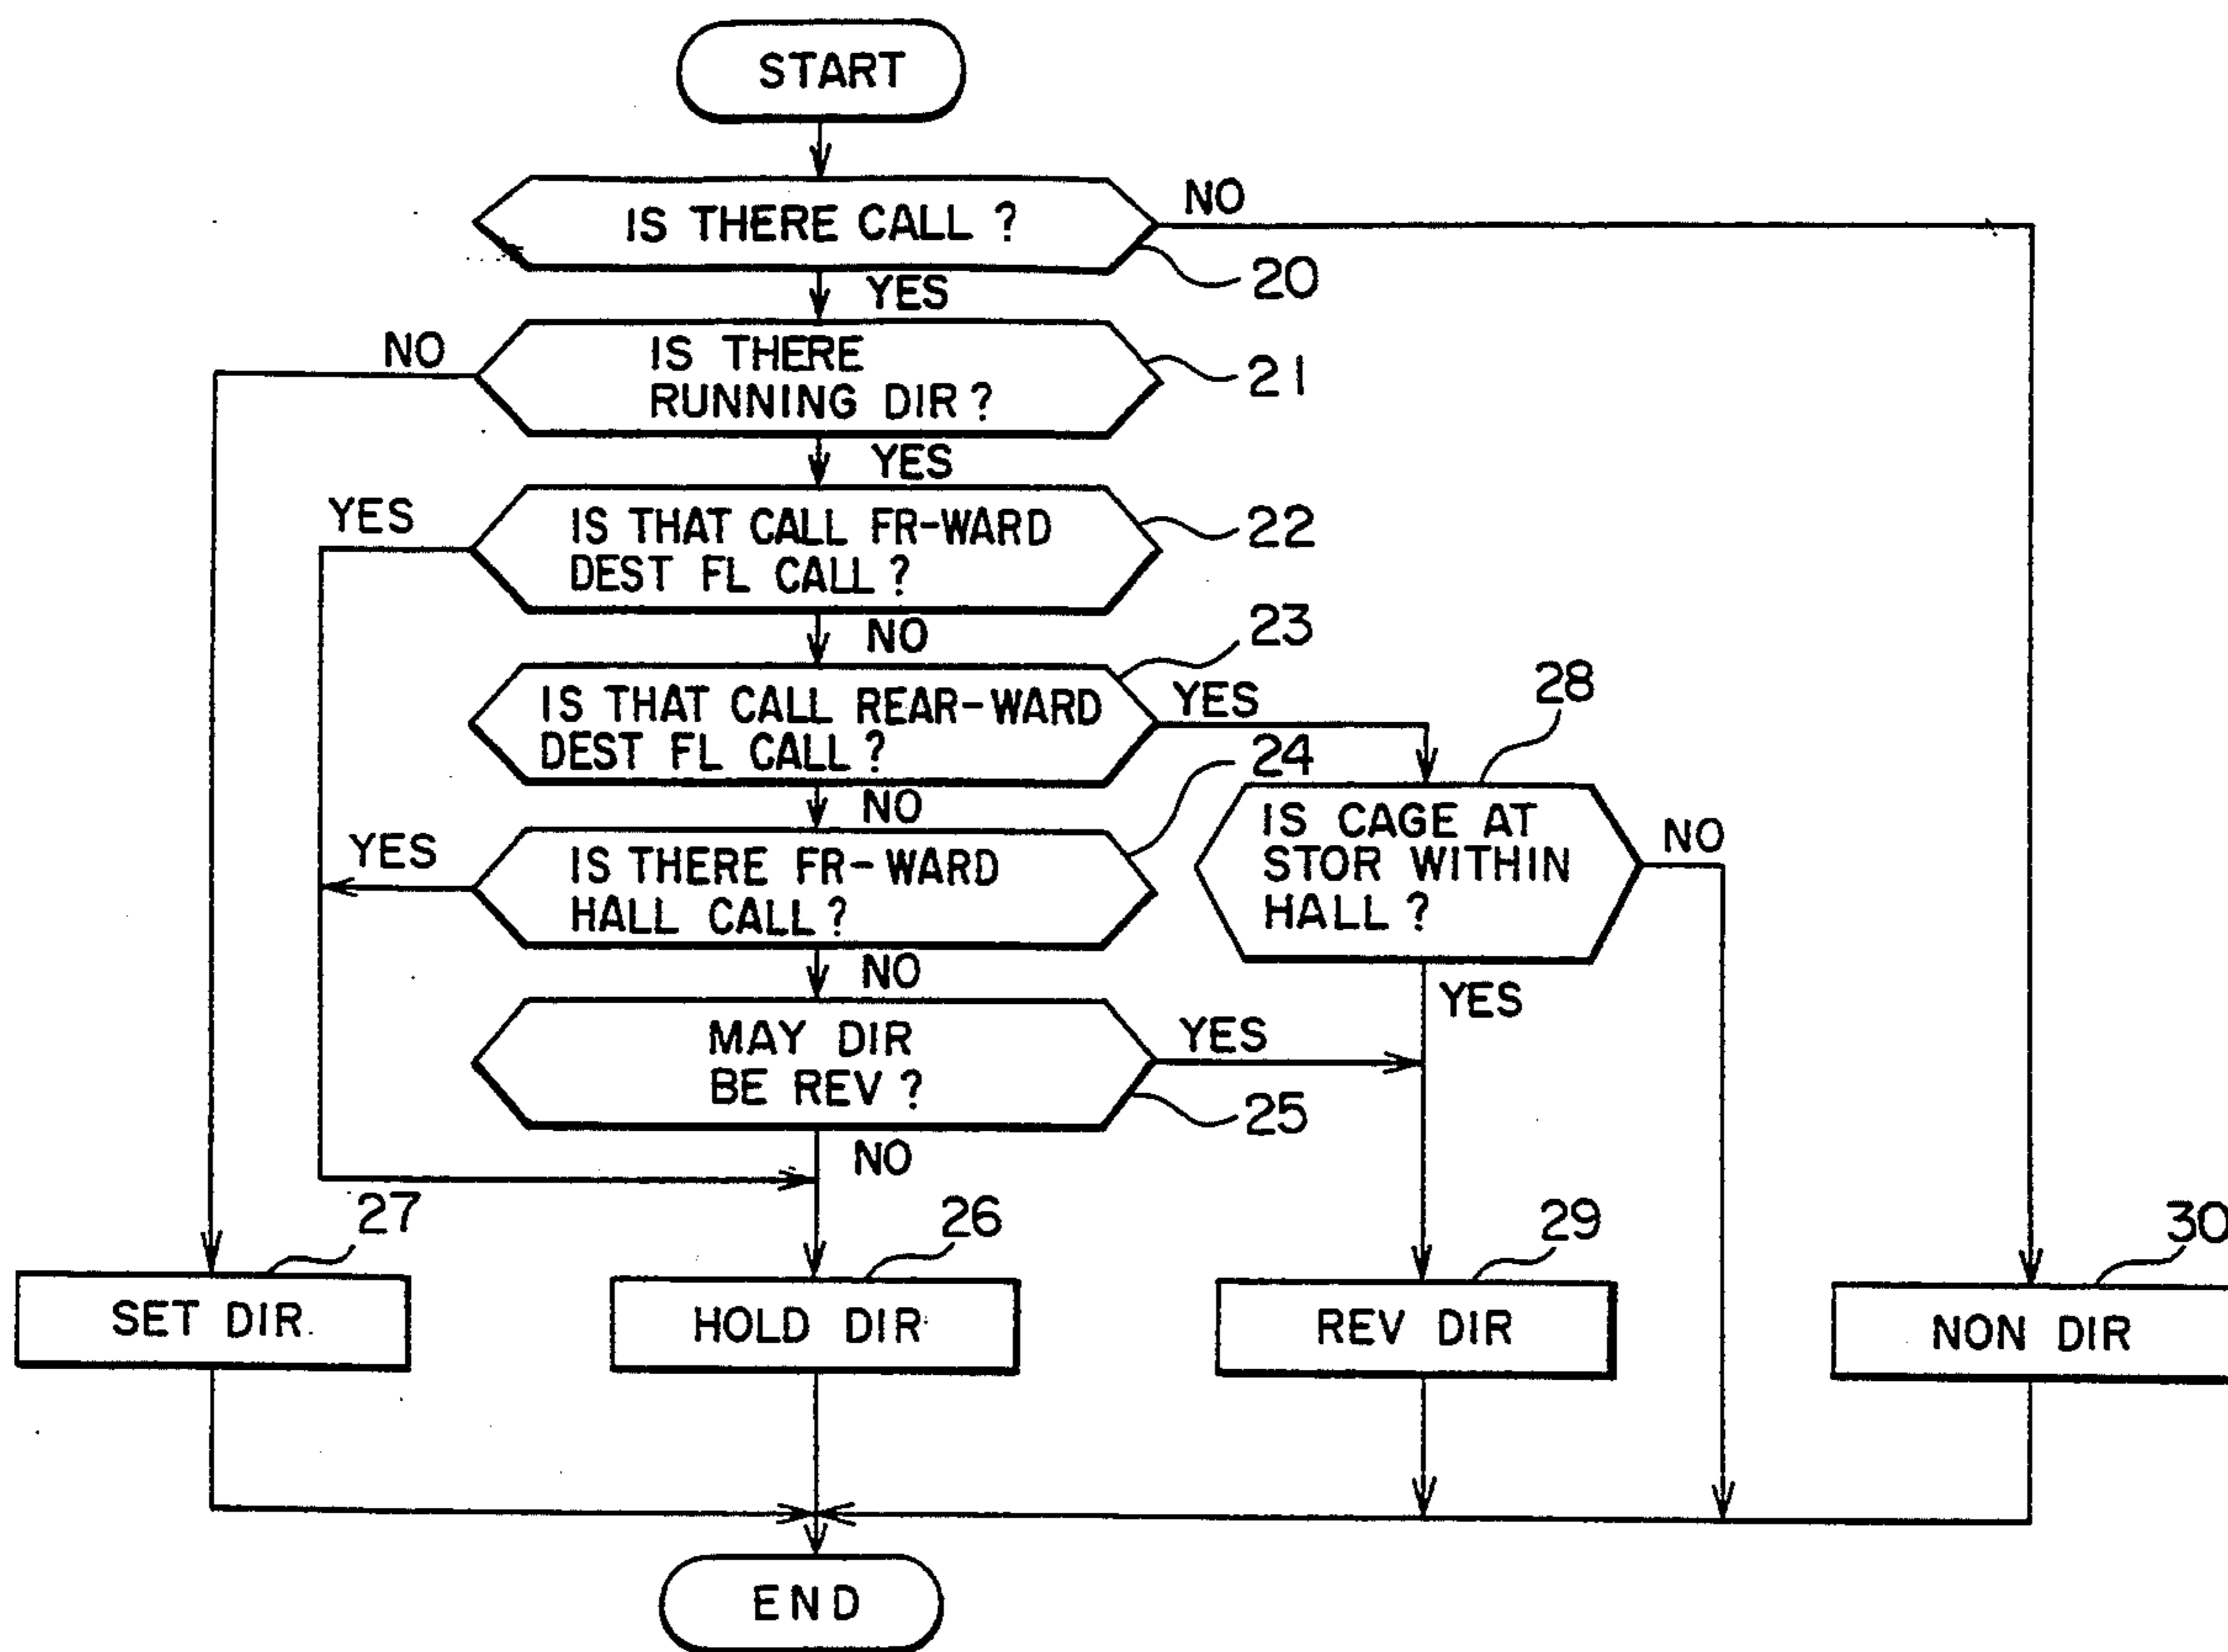 START
IS THERE CALL ?
NO
20
YES
IS THERE
RUNNING DIR ?
NO
21
YES
IS THAT CALL FR-WARD
DEST FL CALL ?
YES
22
NO
23
IS THAT CALL REAR-WARD
DEST FL CALL ?
YES
28
NO
24
IS THERE FR-WARD
HALL CALL ?
YES
IS CAGE AT
STOR WITHIN
HALL ?
NO
NO
YES
MAY DIR
BE REV ?
YES
25
NO
27
26
29
30
SET DIR
HOLD DIR
REV DIR
NON DIR
END